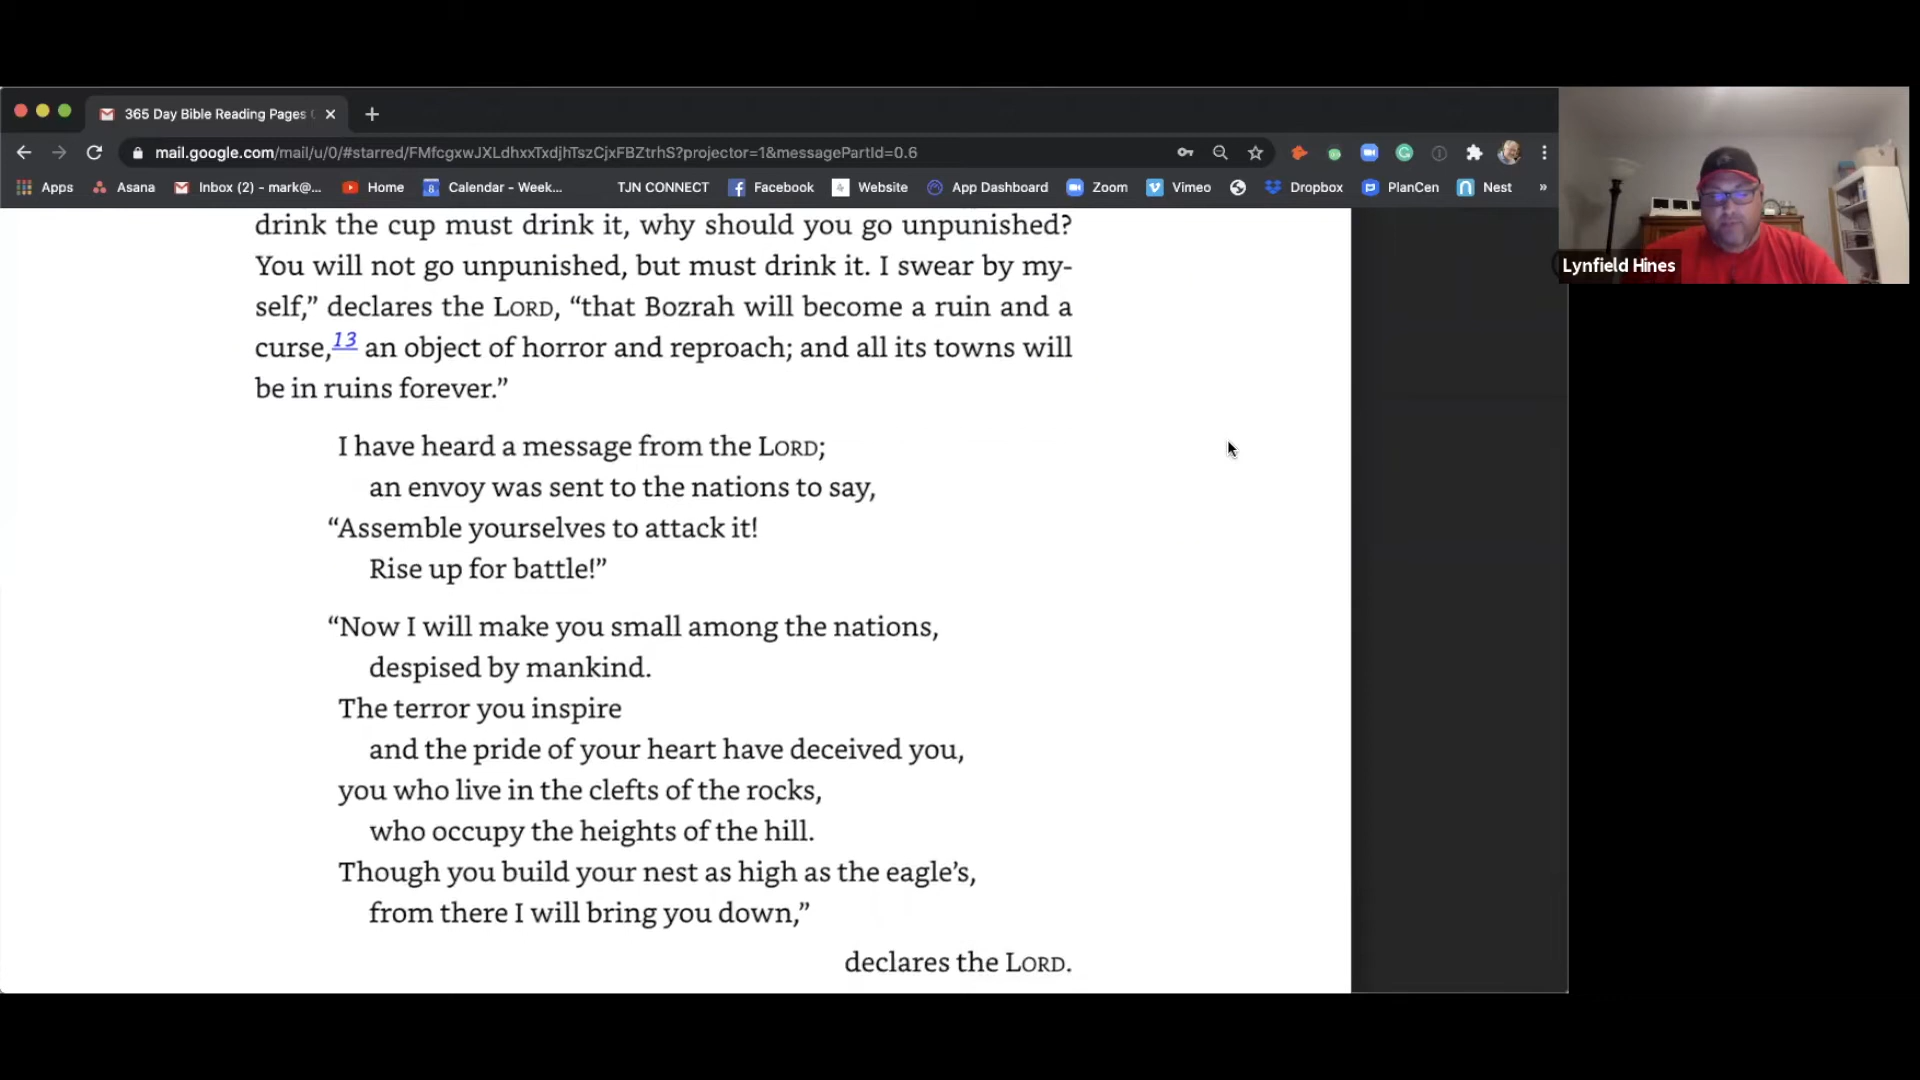 365 Day Bible Reading Pages
mail.google.com/mail/u/0/#starred/FMfcgxwJXLdhxxTxdjhTszCjxFBZtrhS?projector=1&messagePartId=0.6
Apps Asana Inbox (2) - mark@... Home Calendar - Week... TJN CONNECT Facebook Website App Dashboard Zoom Vimeo Dropbox PlanCen Nest »
Lynfield Hines
drink the cup must drink it, why should you go unpunished?
You will not go unpunished, but must drink it. I swear by my-
self,” declares the LORD, “that Bozrah will become a ruin and a
curse,13 an object of horror and reproach; and all its towns will
be in ruins forever.”
I have heard a message from the LORD;
an envoy was sent to the nations to say,
“Assemble yourselves to attack it!
Rise up for battle!”
“Now I will make you small among the nations,
despised by mankind.
The terror you inspire
and the pride of your heart have deceived you,
you who live in the clefts of the rocks,
who occupy the heights of the hill.
Though you build your nest as high as the eagle’s,
from there I will bring you down,”
declares the LORD.